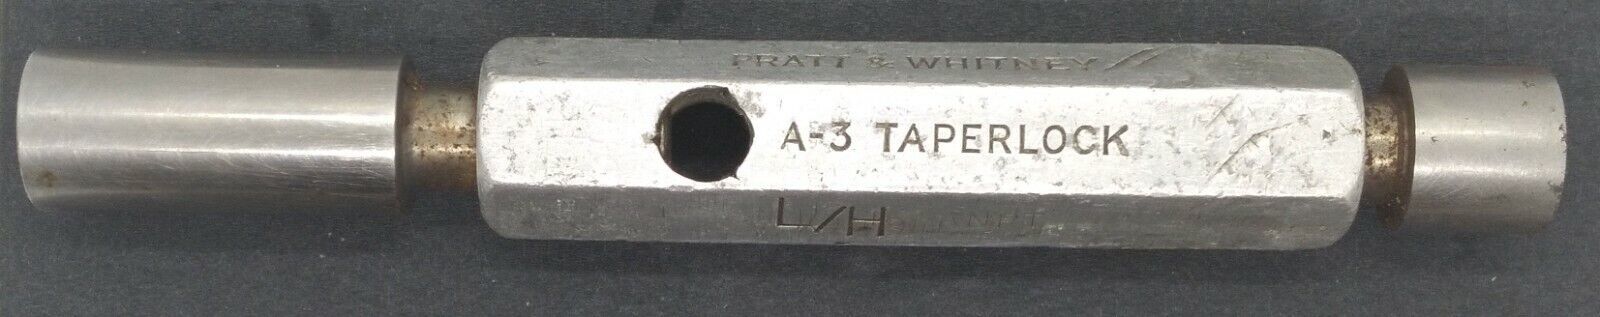 PRATT & WHITNEY
A-3 TAPERLOCK
L/H